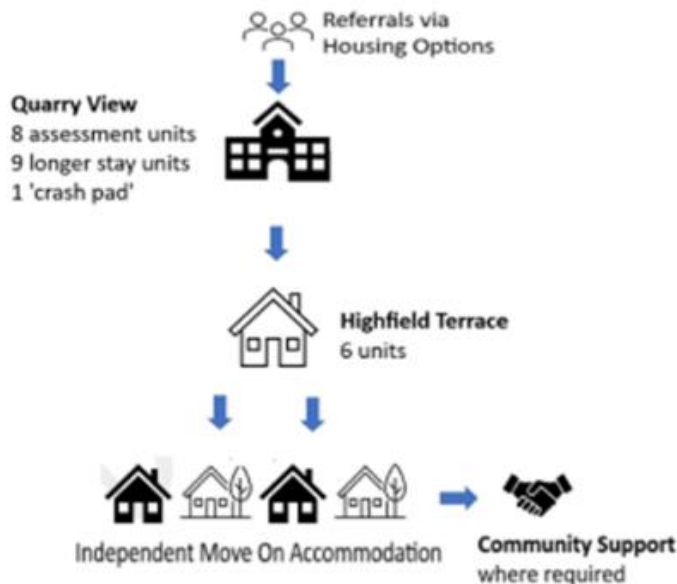 Referrals via
Housing Options
Quarry View
8 assessment units
9 longer stay units
1 'crash pad'
Highfield Terrace
6 units
Independent Move On Accommodation
Community Support
where required